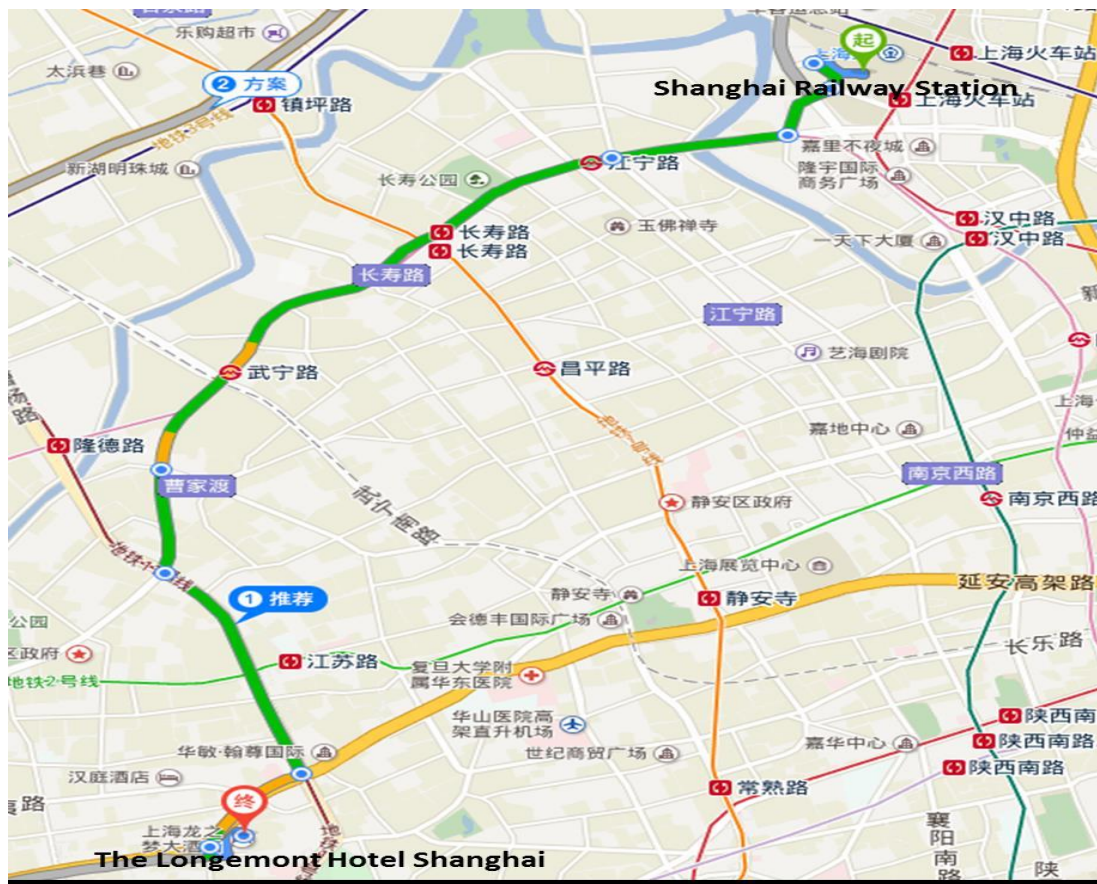 乐购超市
太浜巷
2 方案
镇坪路
地铁3号线
新湖明珠城
起
上海火车站
Shanghai Railway Station
上海火车站
嘉里不夜城
隆宇国际
商务广场
江宁路
长寿公园
玉佛禅寺
汉中路
汉中路
一天下大厦
长寿路
长寿路
长寿路
江宁路
艺海剧院
武宁路
昌平路
上海
嘉地中心
仲益
隆德路
曹家渡
南京西路
南京西路
静安区政府
上海展览中心
延安高架路
1 推荐
静安寺
静安寺
会德丰国际广场
公园
区政府
江苏路
复旦大学附
属华东医院
长乐路
地铁2号线
华山医院高
架直升机场
世纪商贸广场
嘉华中心
陕西南
陕西南路
陕西南路
华敏·翰尊国际
汉庭酒店
常熟路
终
上海龙之
梦大酒
襄
阳
南
路
陕
The Longemont Hotel Shanghai